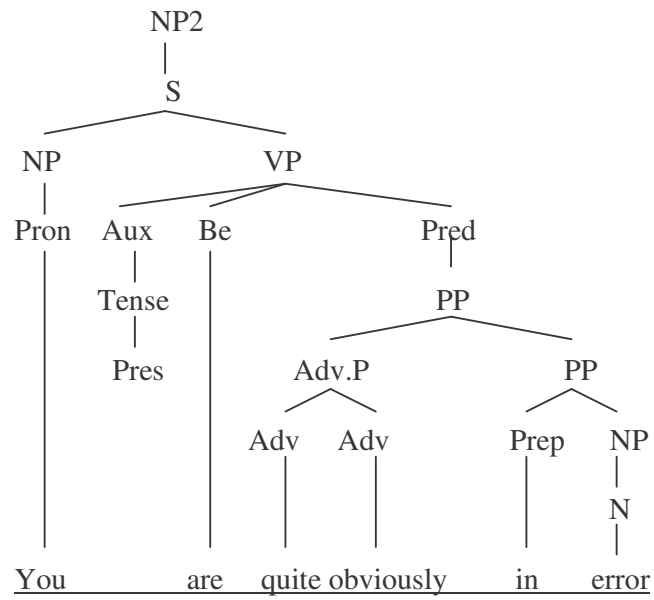 NP2
S
NP VP
Pron Aux Be Pred
Tense PP
Pres Adv.P PP
Adv Adv Prep NP
N
You are quite obviously in error